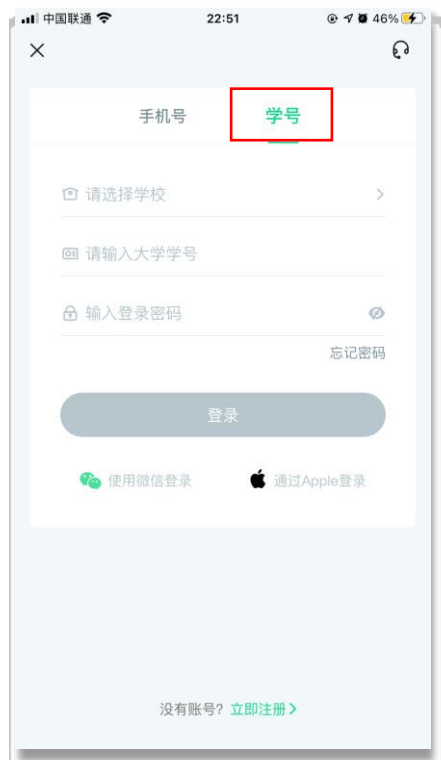 中国联通 22:51 46%
手机号 学号
请选择学校
请输入大学学号
输入登录密码
忘记密码
登录
使用微信登录 通过Apple登录
没有账号? 立即注册